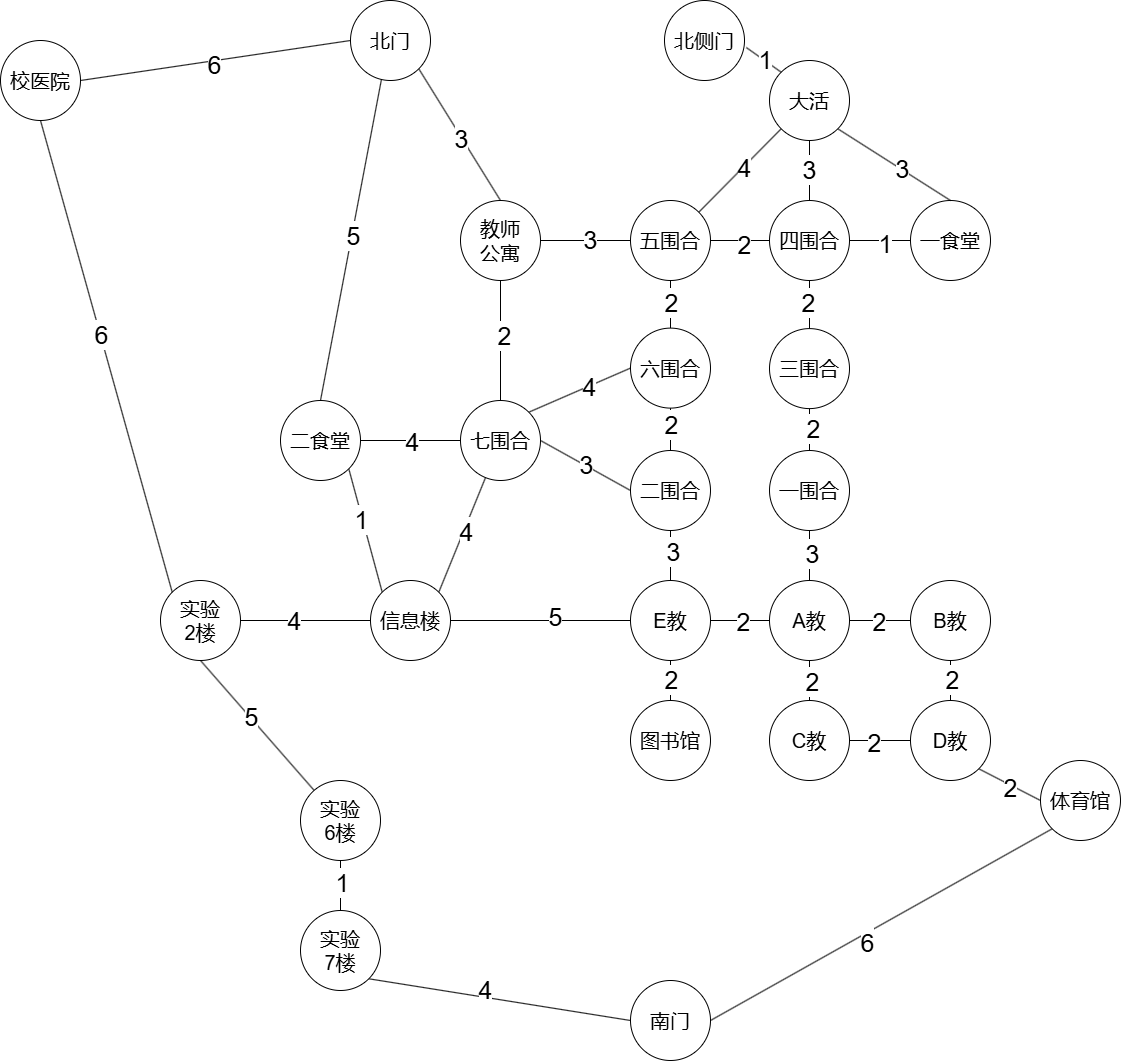 北门
北侧门
校医院
6
1
大活
3
4
3
3
教师
公寓
3
五围合
2
四围合
1
一食堂
5
6
2
2
2
六围合
三围合
4
二食堂
4
七围合
2
2
3
二围合
一围合
1
4
3
3
实验
2楼
4
信息楼
5
E教
2
A教
2
B教
5
2
2
2
图书馆
C教
2
D教
2
体育馆
实验
6楼
1
实验
7楼
6
4
南门